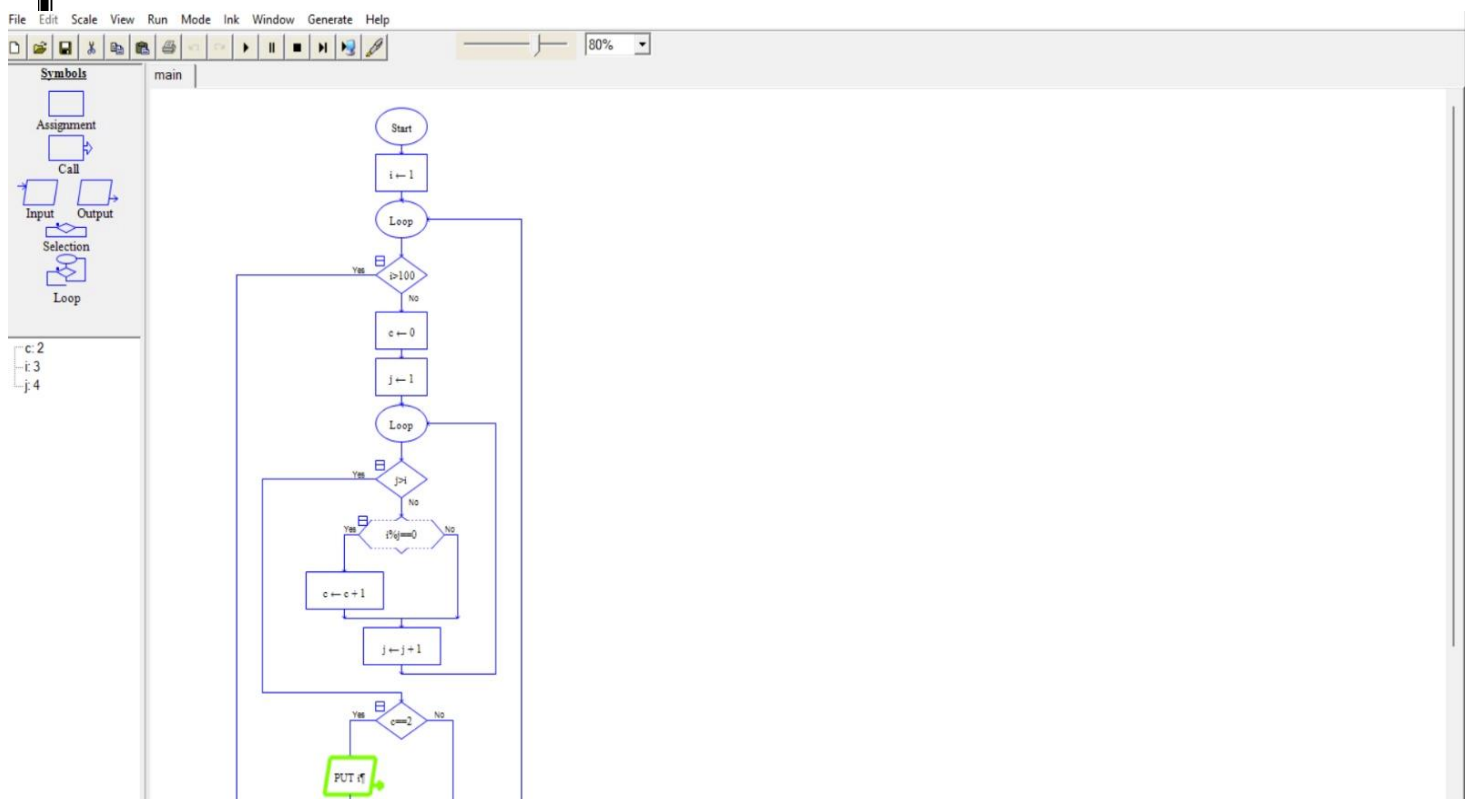 File Edit Scale View Run Mode Ink Window Generate Help
80%
Symbols
main
Assignment
Call
Input Output
Selection
Loop
c: 2
i: 3
j: 4
Start
i ← 1
Loop
Yes
i>100
No
c ← 0
j ← 1
Loop
Yes
j>i
No
Yes
i%j==0
No
c ← c + 1
j ← j + 1
Yes
c==2
No
PUT i¶